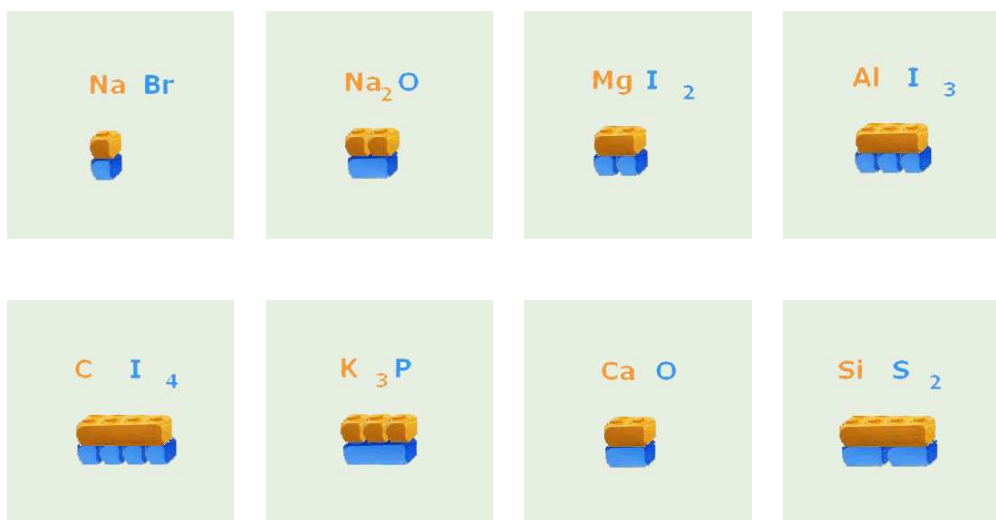 Na Br
Na2O
Mg I 2
Al I 3
C I 4
K 3P
Ca O
Si S 2